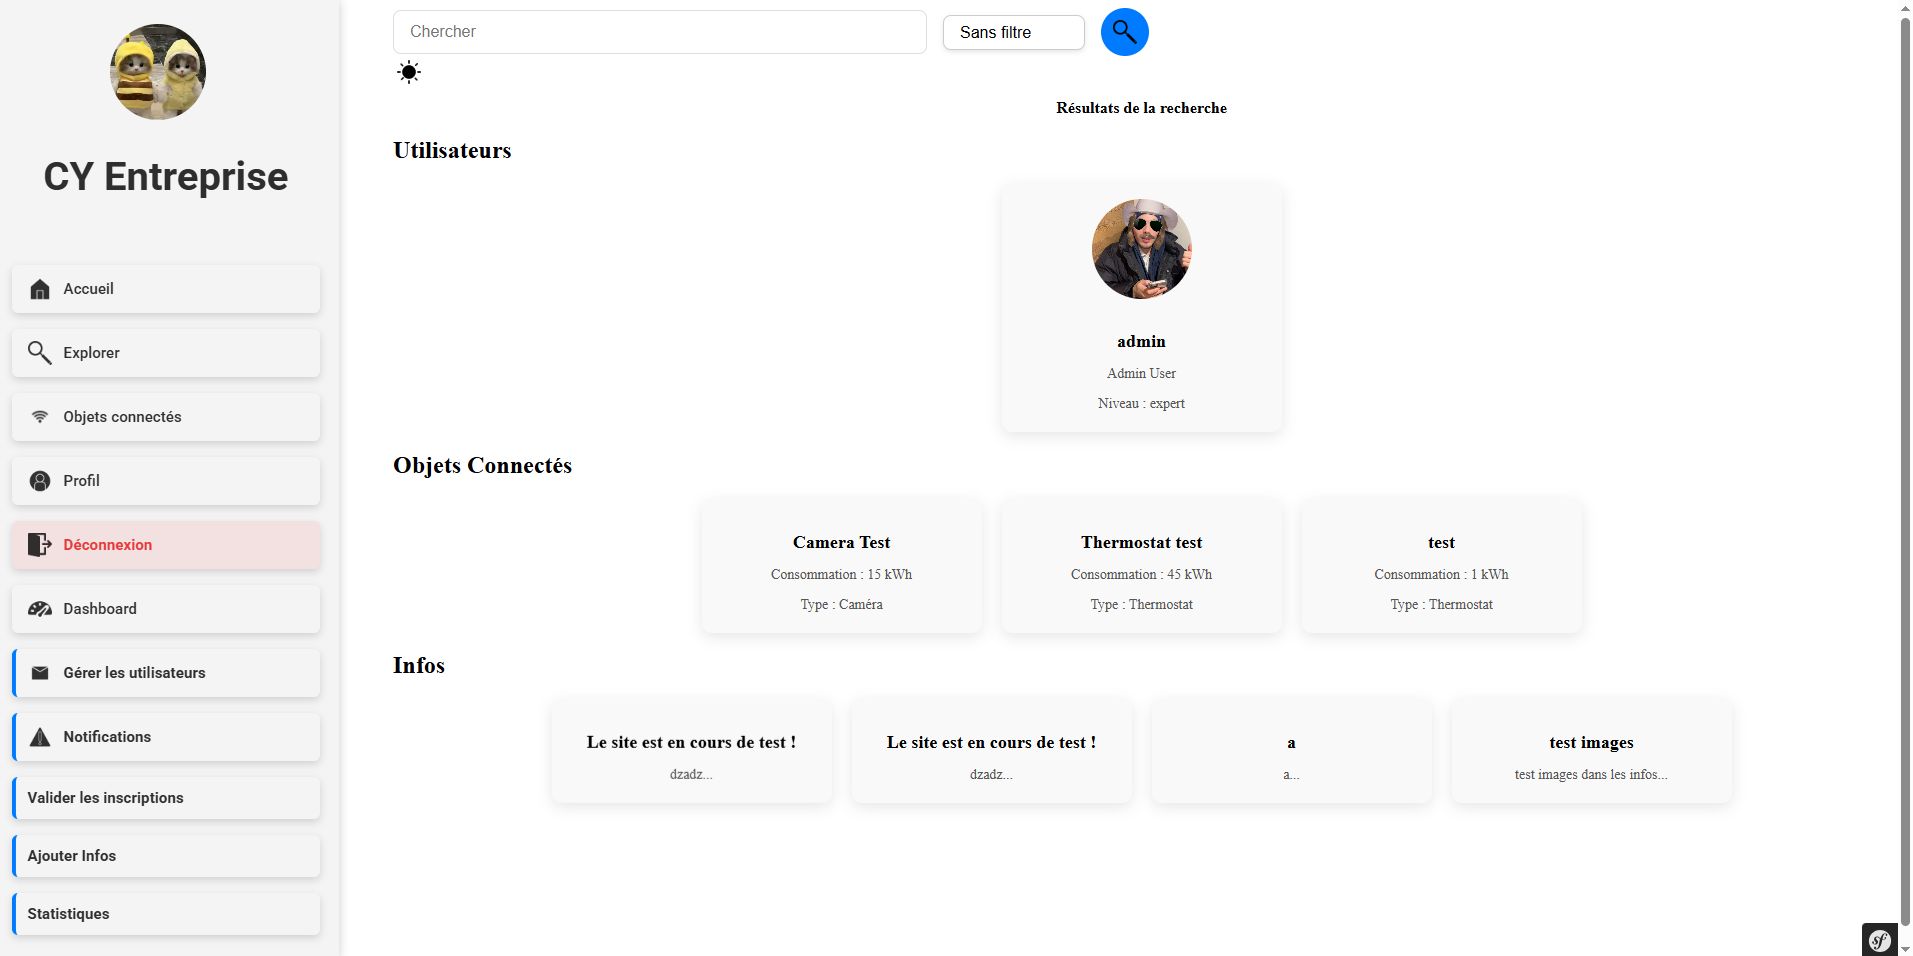 CY Entreprise
Accueil
Explorer
Objets connectés
Profil
Déconnexion
Dashboard
Gérer les utilisateurs
Notifications
Valider les inscriptions
Ajouter Infos
Statistiques
Chercher
Sans filtre
Résultats de la recherche
Utilisateurs
admin
Admin User
Niveau : expert
Objets Connectés
Camera Test
Consommation : 15 kWh
Type : Caméra
Thermostat test
Consommation : 45 kWh
Type : Thermostat
test
Consommation : 1 kWh
Type : Thermostat
Infos
Le site est en cours de test !
dzadz...
Le site est en cours de test !
dzadz...
a
a...
test images
test images dans les infos...
sf